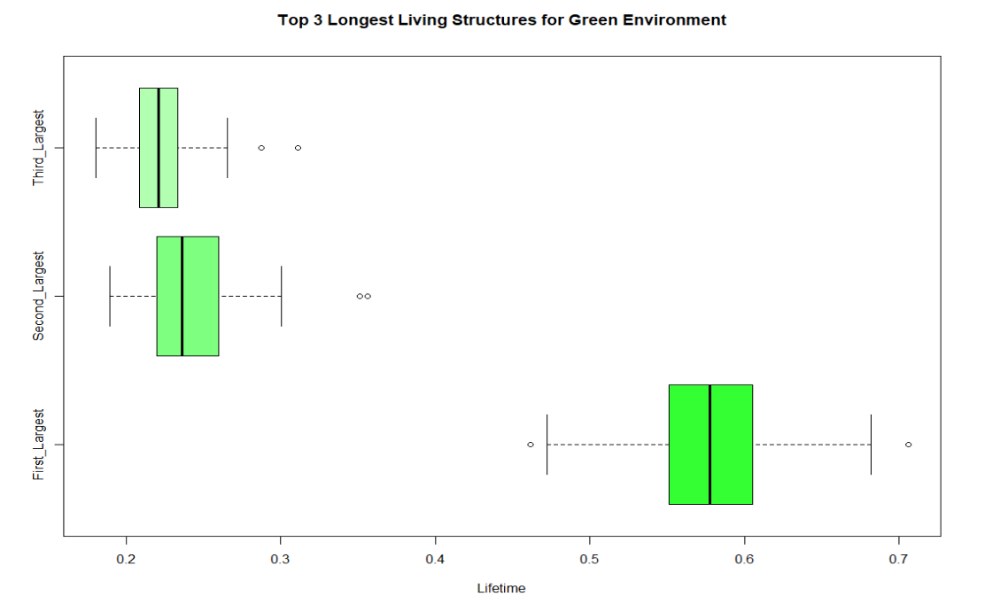 Top 3 Longest Living Structures for Green Environment
Third_Largest
Second_Largest
First_Largest
0.2 0.3 0.4 0.5 0.6 0.7
Lifetime